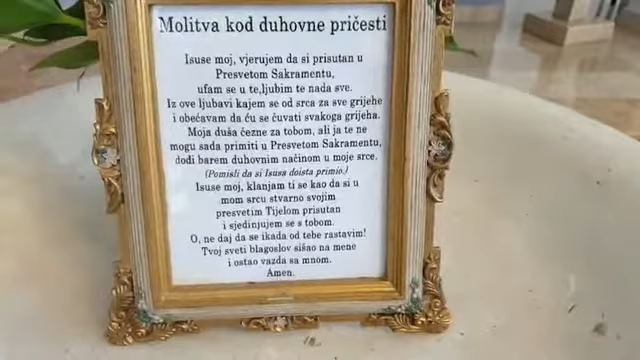 Molitva kod duhovne pričesti
Isuse moj, vjerujem da si prisutan u
Presvetom Sakramentu,
ufam se u te,ljubim te nada sve.
Iz ove ljubavi kajem se od srca za sve grijehe
i obećavam da ću se čuvati svakoga grijeha.
Moja duša čezne za tobom, ali ja te ne
mogu sada primiti u Presvetom Sakramentu,
dođi barem duhovnim načinom u moje srce.
(Pomisli da si Isusa doista primio.)
Isuse moj, klanjam ti se kao da si u
mom srcu stvarno svojim
presvetim Tijelom prisutan
i sjedinjujem se s tobom.
O, ne daj da se ikada od tebe rastavim!
Tvoj sveti blagoslov sišao na mene
i ostao vazda sa mnom.
Amen.